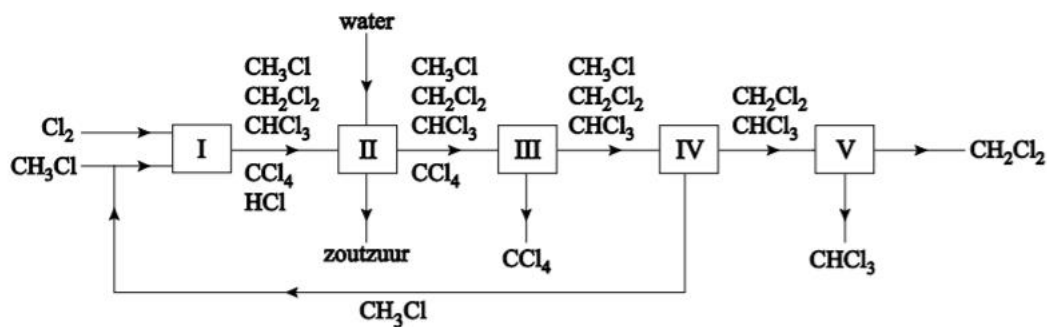 water
CH₃Cl
CH₂Cl₂
CHCl₃
CH₃Cl
CH₂Cl₂
CHCl₃
CH₃Cl
CH₂Cl₂
CHCl₃
CH₂Cl₂
CHCl₃
Cl₂
CH₃Cl
I
II
III
IV
V
CH₂Cl₂
CCl₄
HCl
CCl₄
zoutzuur
CCl₄
CHCl₃
CH₃Cl